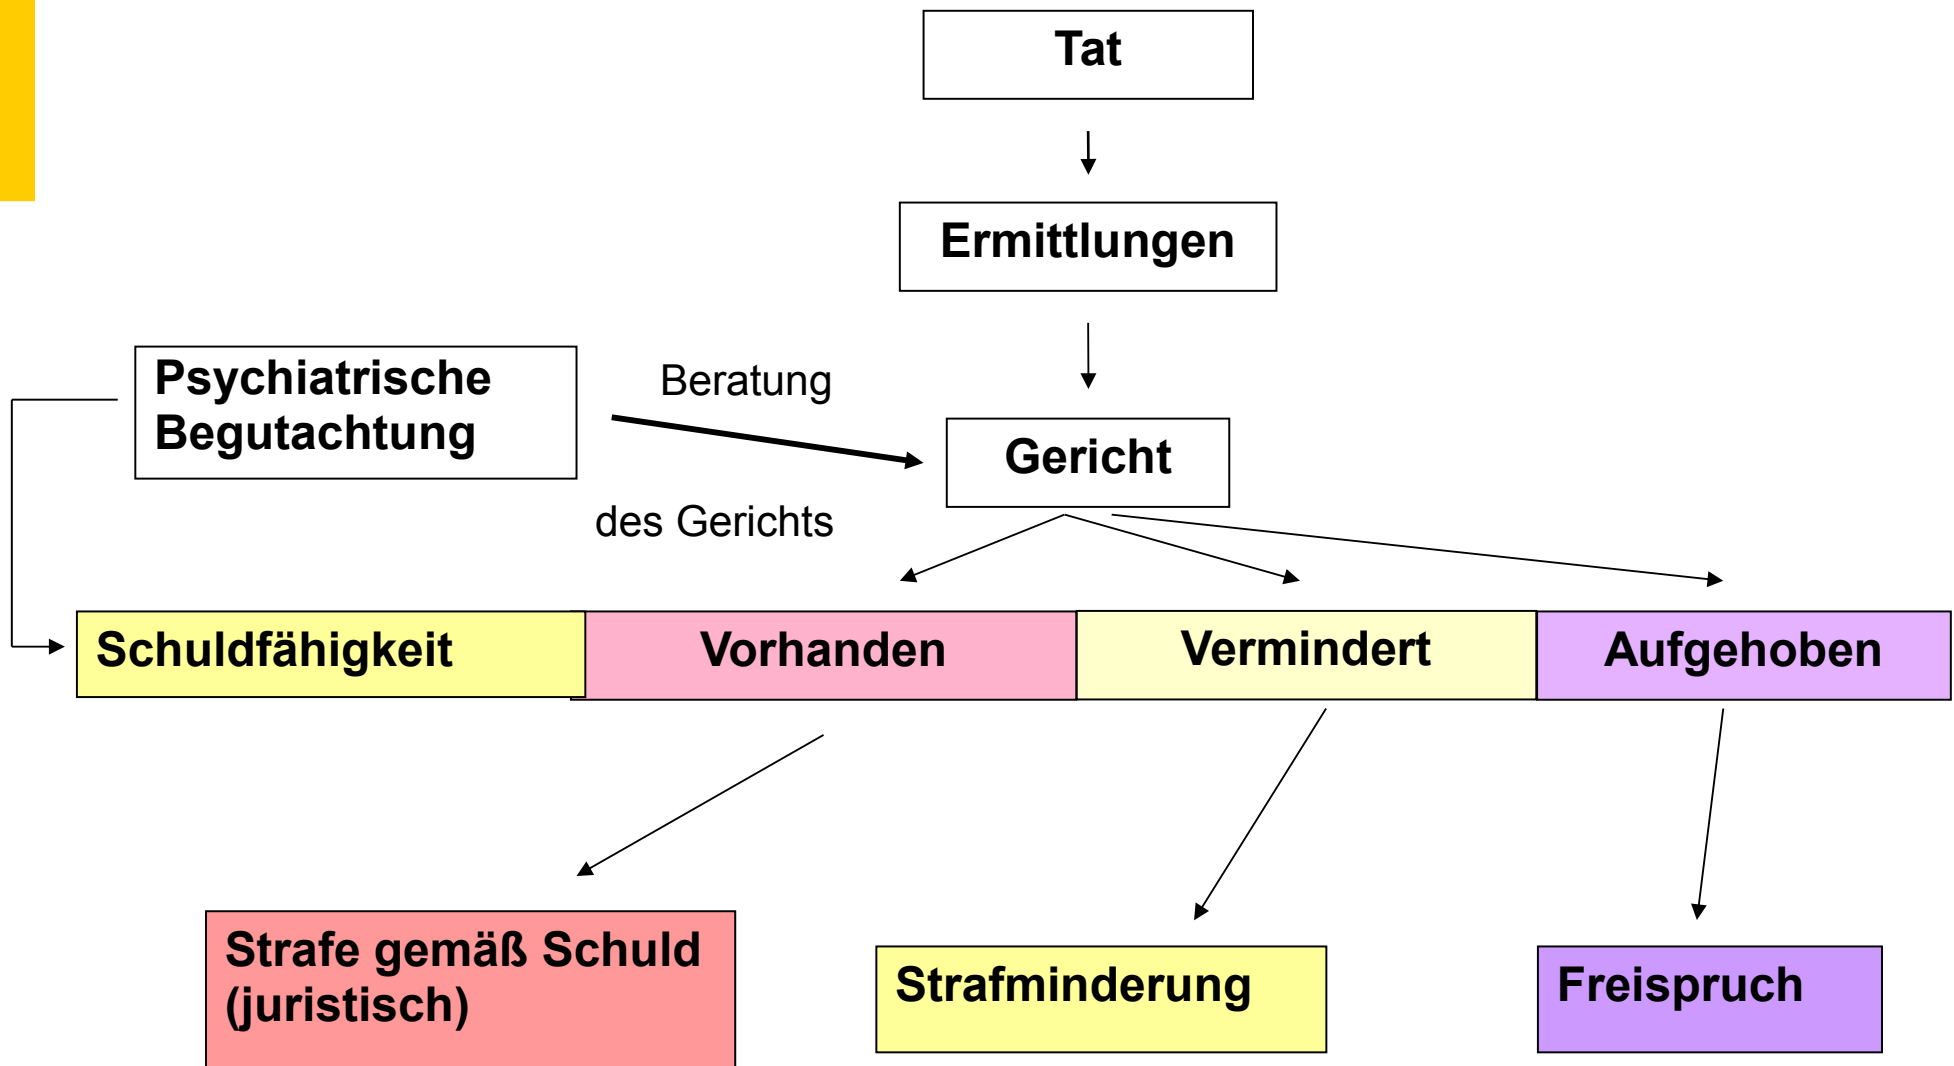 Tat
Ermittlungen
Psychiatrische
Begutachtung
Beratung
des Gerichts
Gericht
Schuldfähigkeit
Vorhanden
Vermindert
Aufgehoben
Strafe gemäß Schuld
(juristisch)
Strafminderung
Freispruch